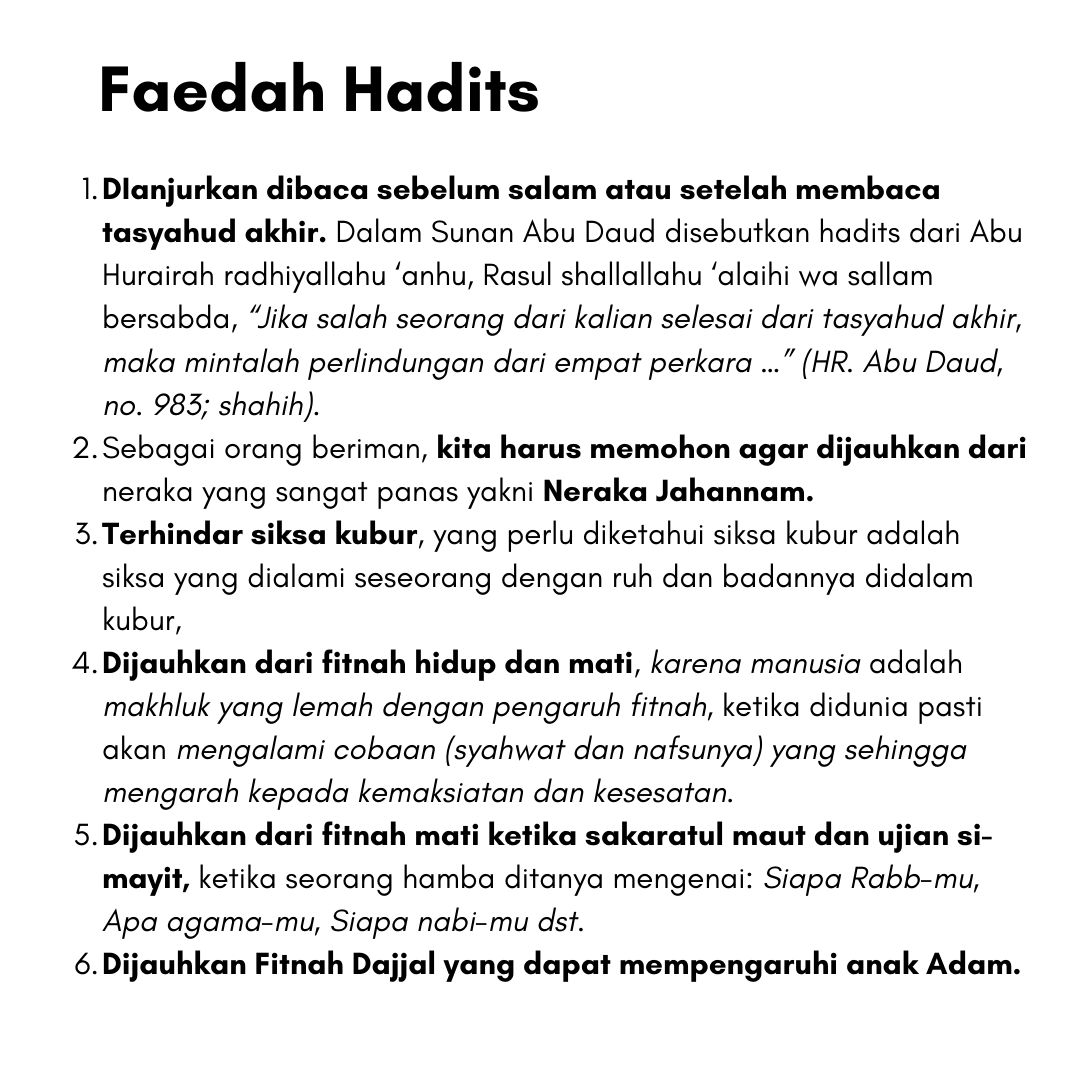 Faedah Hadits
1. DIanjurkan dibaca sebelum salam atau setelah membaca
tasyahud akhir. Dalam Sunan Abu Daud disebutkan hadits dari Abu
Hurairah radhiyallahu ‘anhu, Rasul shallallahu ‘alaihi wa sallam
bersabda, “Jika salah seorang dari kalian selesai dari tasyahud akhir,
maka mintalah perlindungan dari empat perkara ...” (HR. Abu Daud,
no. 983; shahih).
2. Sebagai orang beriman, kita harus memohon agar dijauhkan dari
neraka yang sangat panas yakni Neraka Jahannam.
3. Terhindar siksa kubur, yang perlu diketahui siksa kubur adalah
siksa yang dialami seseorang dengan ruh dan badannya didalam
kubur,
4. Dijauhkan dari fitnah hidup dan mati, karena manusia adalah
makhluk yang lemah dengan pengaruh fitnah, ketika didunia pasti
akan mengalami cobaan (syahwat dan nafsunya) yang sehingga
mengarah kepada kemaksiatan dan kesesatan.
5. Dijauhkan dari fitnah mati ketika sakaratul maut dan ujian si-
mayit, ketika seorang hamba ditanya mengenai: Siapa Rabb-mu,
Apa agama-mu, Siapa nabi-mu dst.
6. Dijauhkan Fitnah Dajjal yang dapat mempengaruhi anak Adam.